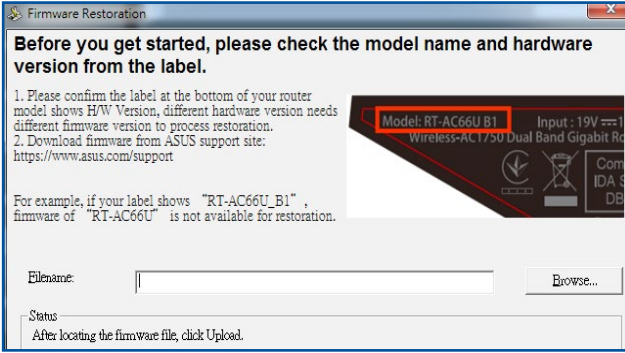 Firmware Restoration
Before you get started, please check the model name and hardware
version from the label.
1. Please confirm the label at the bottom of your router
model shows H/W Version, different hardware version needs
different firmware version to process restoration.
2. Download firmware from ASUS support site:
https://www.asus.com/support
For example, if your label shows “RT-AC66U_B1”,
firmware of “RT-AC66U” is not available for restoration.
Model: RT-AC66U B1 Input : 19V
Wireless-AC1750 Dual Band Gigabit
Com
IDA
DB
Filename:
Browse...
Status
After locating the firmware file, click Upload.